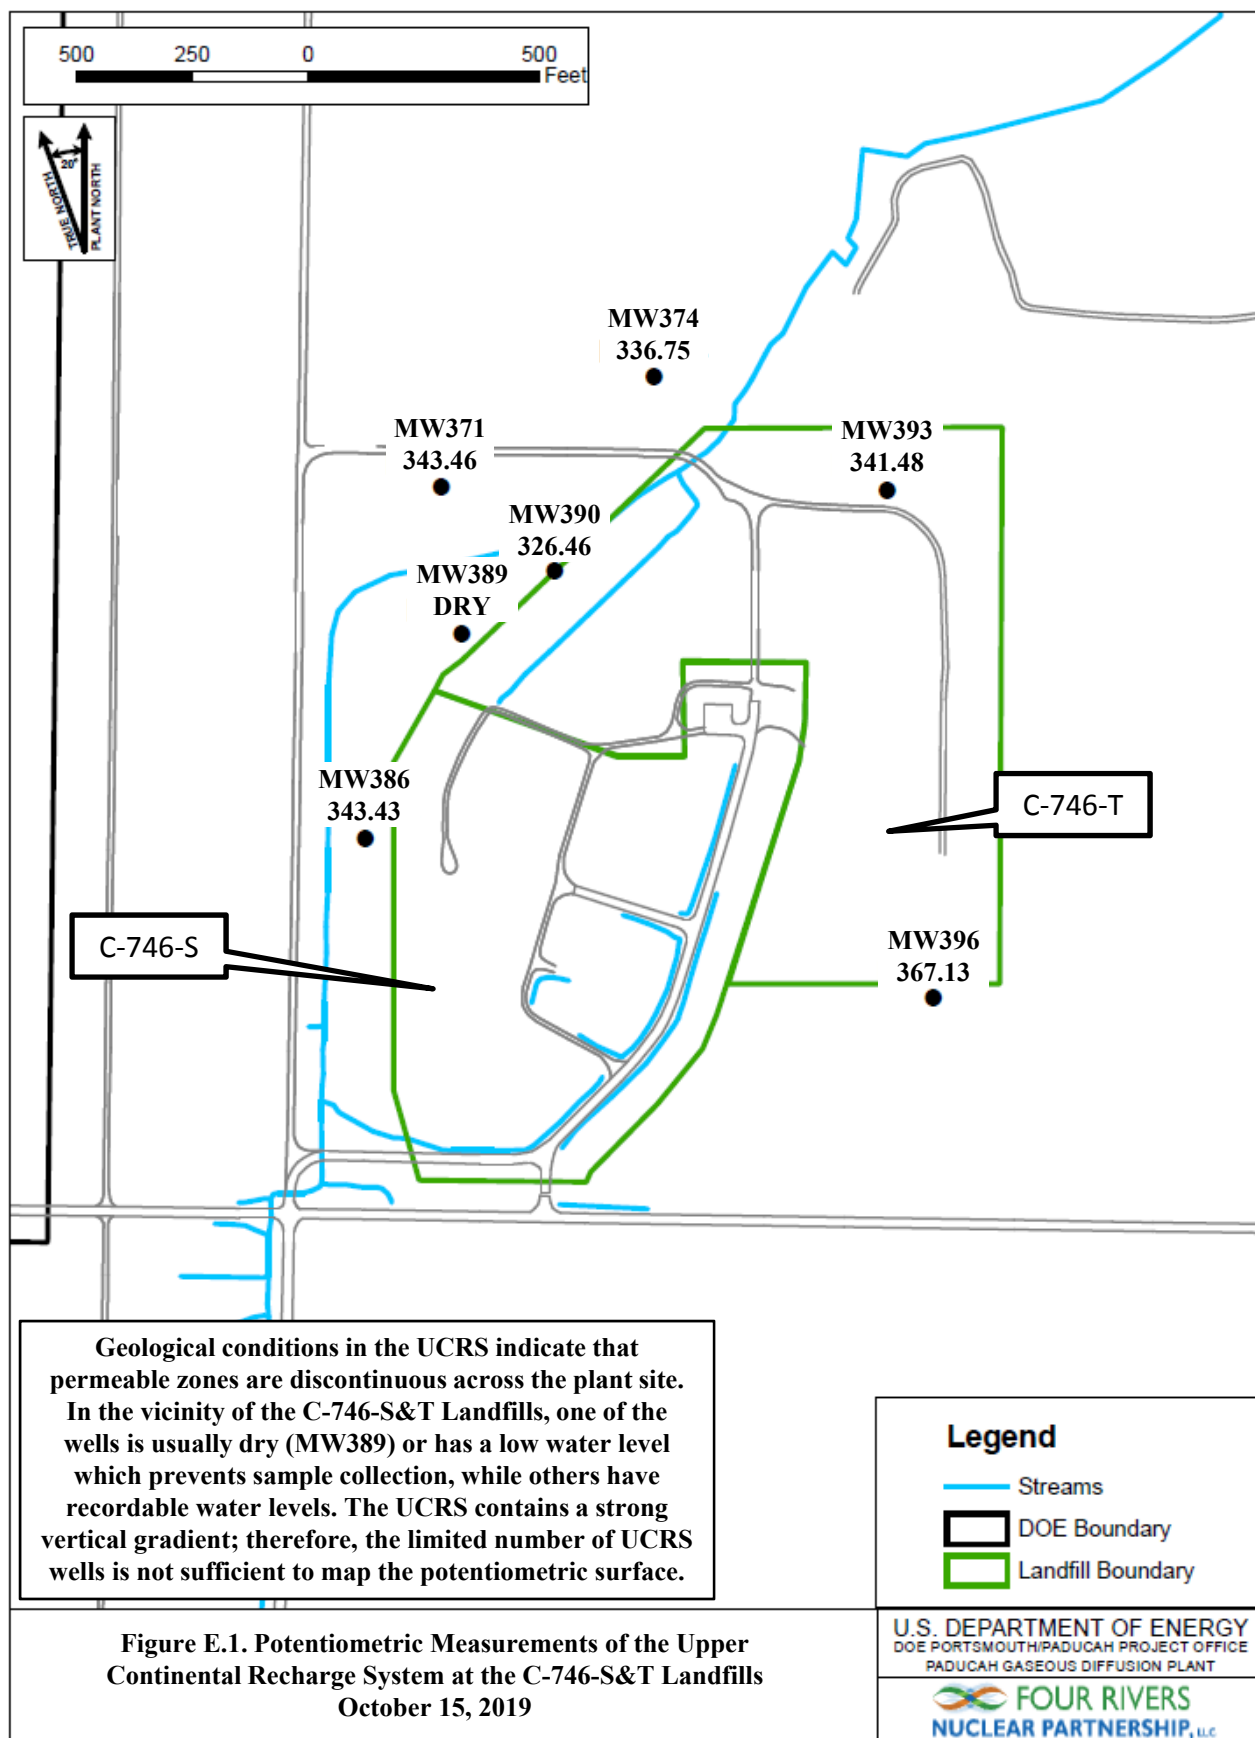 500 250 0 500
Feet
20°
TRUE NORTH
PLANT NORTH
MW374
336.75
MW371
343.46
MW393
341.48
MW390
326.46
MW389
DRY
MW386
343.43
C-746-T
C-746-S
MW396
367.13
Geological conditions in the UCRS indicate that
permeable zones are discontinuous across the plant site.
In the vicinity of the C-746-S&T Landfills, one of the
wells is usually dry (MW389) or has a low water level
which prevents sample collection, while others have
recordable water levels. The UCRS contains a strong
vertical gradient; therefore, the limited number of UCRS
wells is not sufficient to map the potentiometric surface.
Legend
Streams
DOE Boundary
Landfill Boundary
Figure E.1. Potentiometric Measurements of the Upper
Continental Recharge System at the C-746-S&T Landfills
October 15, 2019
U.S. DEPARTMENT OF ENERGY
DOE PORTSMOUTH/PADUCAH PROJECT OFFICE
PADUCAH GASEOUS DIFFUSION PLANT
FOUR RIVERS
NUCLEAR PARTNERSHIP, LLC